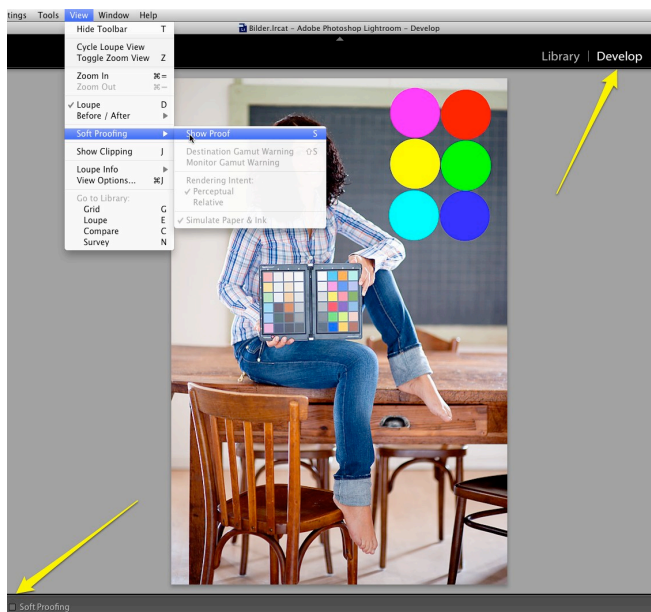 tings Tools View Window Help
Bilder.lrcat – Adobe Photoshop Lightroom – Develop
Library | Develop
Hide Toolbar T
Cycle Loupe View
Toggle Zoom View Z
Zoom In ⌘=
Zoom Out ⌘−
✓ Loupe D
Before / After ▶
Soft Proofing ▶
Show Clipping J
Loupe Info ▶
View Options... ⌘J
Go to Library:
Grid G
Loupe E
Compare C
Survey N
Show Proof S
Destination Gamut Warning ⇧S
Monitor Gamut Warning
Rendering Intent:
✓ Perceptual
Relative
✓ Simulate Paper & Ink
Soft Proofing